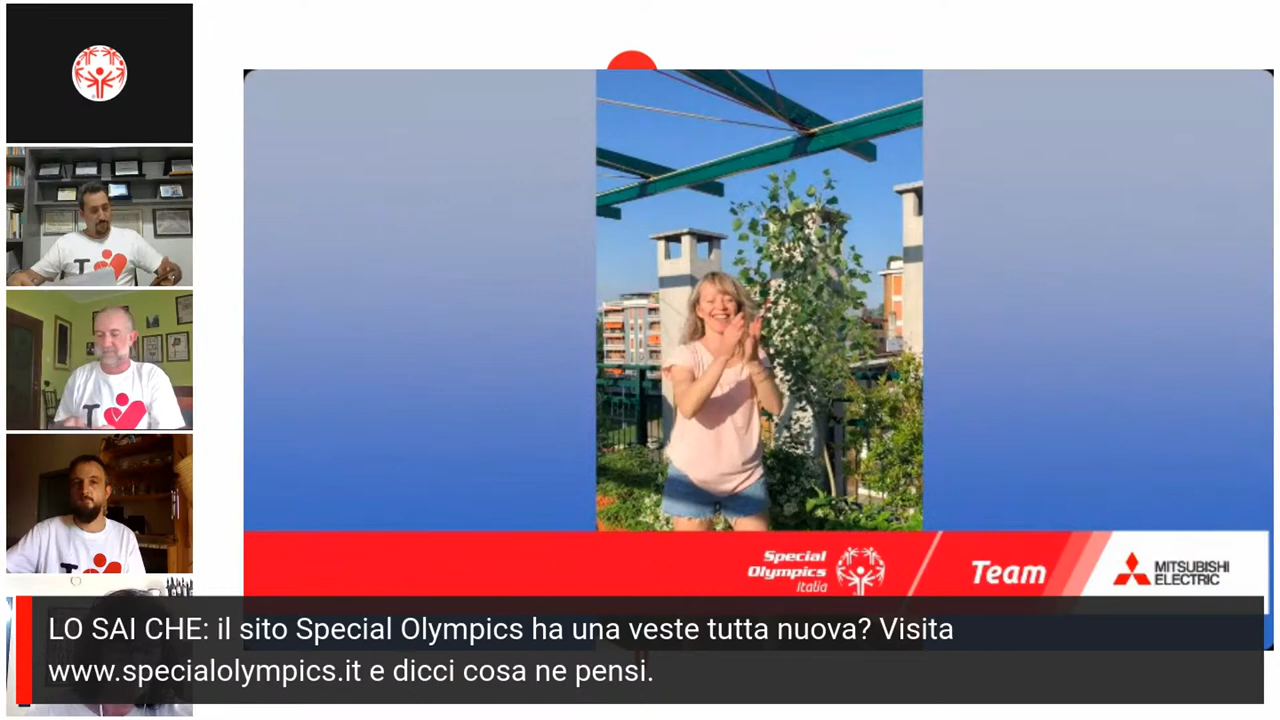 I
I
I
Special
Olympics
Italia
Team
MITSUBISHI
ELECTRIC
LO SAI CHE: il sito Special Olympics ha una veste tutta nuova? Visita
www.specialolympics.it e dicci cosa ne pensi.